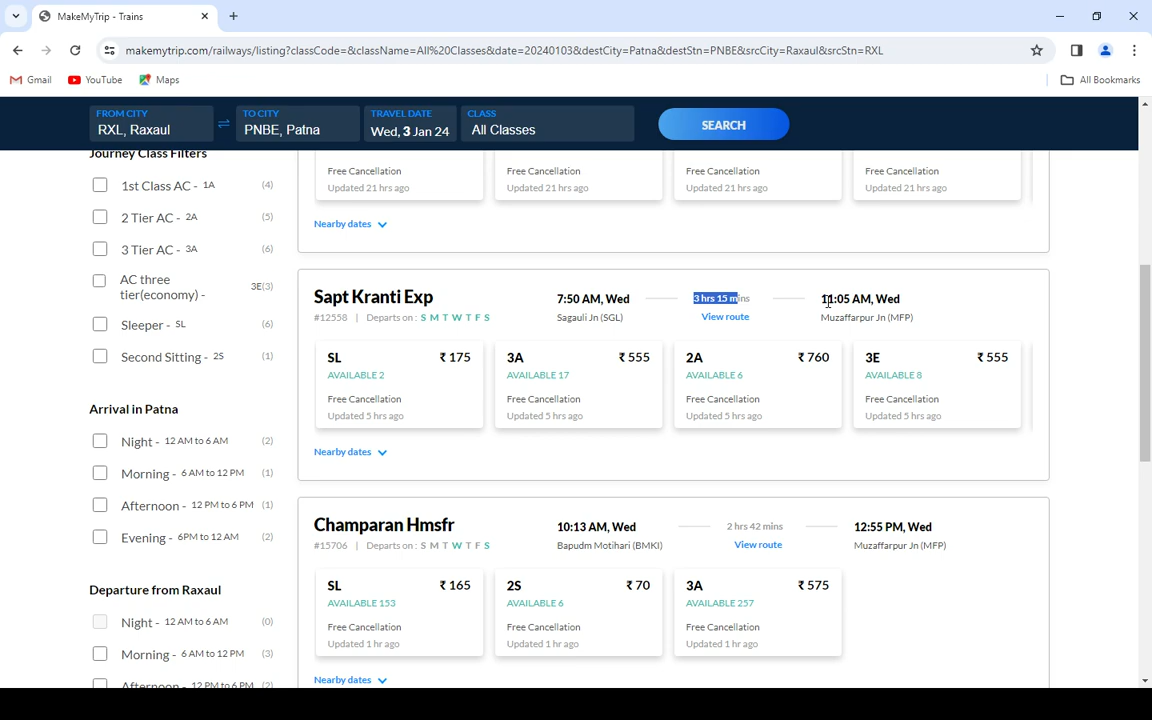 MakeMyTrip - Trains
makemytrip.com/railways/listing?classCode=&className=All%20Classes&date=20240103&destCity=Patna&destStn=PNBE&srcCity=Raxaul&srcStn=RXL
Gmail YouTube Maps All Bookmarks
FROM CITY TO CITY TRAVEL DATE CLASS
RXL, Raxaul PNBE, Patna Wed, 3 Jan 24 All Classes SEARCH
Journey Class Filters
1st Class AC - 1A (4)
2 Tier AC - 2A (5)
3 Tier AC - 3A (6)
AC three
tier(economy) - 3E(3)
Sleeper - SL (6)
Second Sitting - 2S (1)
Arrival in Patna
Night - 12 AM to 6 AM (2)
Morning - 6 AM to 12 PM (1)
Afternoon - 12 PM to 6 PM (1)
Evening - 6PM to 12 AM (2)
Departure from Raxaul
Night - 12 AM to 6 AM (0)
Morning - 6 AM to 12 PM (3)
Afternoon - 12 PM to 6 PM (2)
Free Cancellation Free Cancellation Free Cancellation Free Cancellation
Updated 21 hrs ago Updated 21 hrs ago Updated 21 hrs ago Updated 21 hrs ago
Nearby dates
Sapt Kranti Exp 7:50 AM, Wed 3 hrs 15 mins 11:05 AM, Wed
#12558 | Departs on : S M T W T F S Sagauli Jn (SGL) View route Muzaffarpur Jn (MFP)
SL ₹ 175 3A ₹ 555 2A ₹ 760 3E ₹ 555
AVAILABLE 2 AVAILABLE 17 AVAILABLE 6 AVAILABLE 8
Free Cancellation Free Cancellation Free Cancellation Free Cancellation
Updated 5 hrs ago Updated 5 hrs ago Updated 5 hrs ago Updated 5 hrs ago
Nearby dates
Champaran Hmsfr 10:13 AM, Wed 2 hrs 42 mins 12:55 PM, Wed
#15706 | Departs on : S M T W T F S Bapudm Motihari (BMKI) View route Muzaffarpur Jn (MFP)
SL ₹ 165 2S ₹ 70 3A ₹ 575
AVAILABLE 153 AVAILABLE 6 AVAILABLE 257
Free Cancellation Free Cancellation Free Cancellation
Updated 1 hr ago Updated 1 hr ago Updated 1 hr ago
Nearby dates